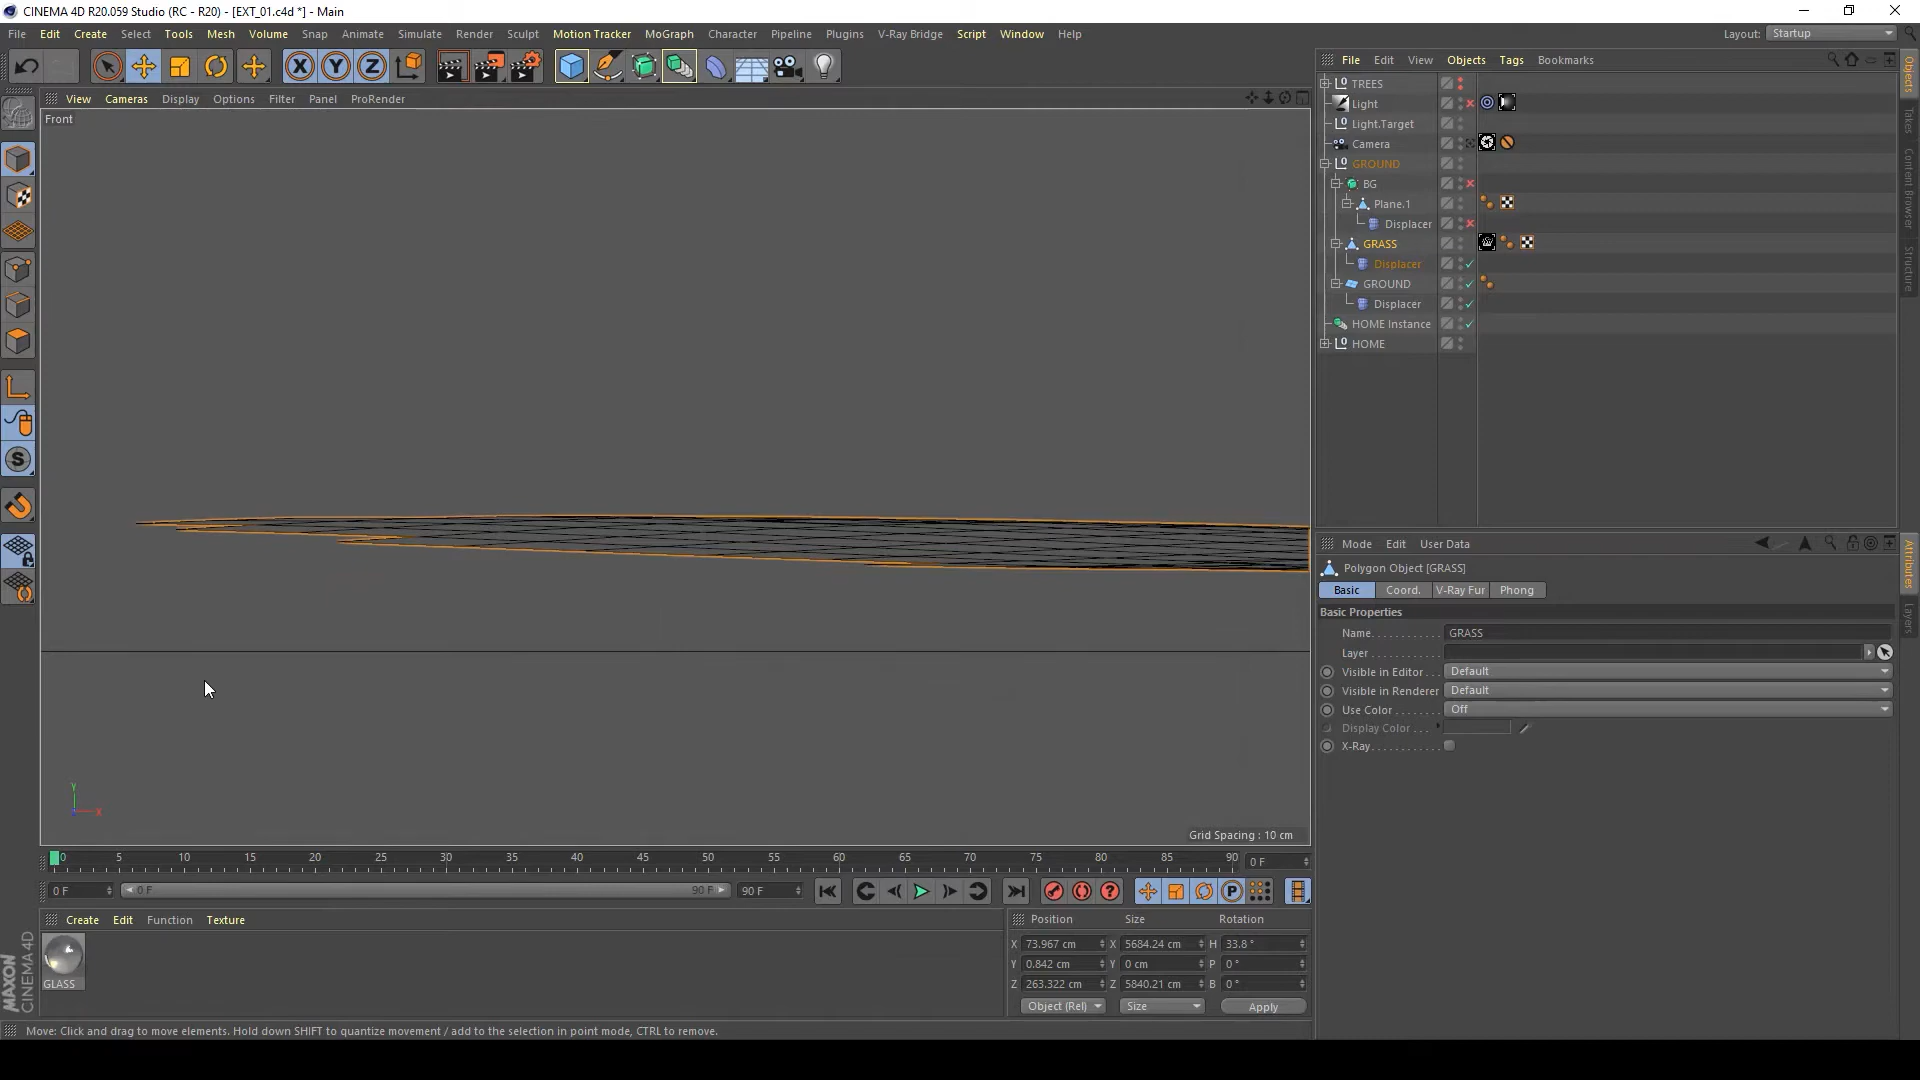 CINEMA 4D R20.059 Studio (RC - R20) - [EXT_01.c4d *] - Main
File Edit Create Select Tools Mesh Volume Snap Animate Simulate Render Sculpt Motion Tracker MoGraph Character Pipeline Plugins V-Ray Bridge Script Window Help Layout: Startup
File Edit View Objects Tags Bookmarks
View Cameras Display Options Filter Panel ProRender
Front
TREES
Light
Light.Target
Camera
GROUND
BG
Plane.1
Displacer
GRASS
Displacer
GROUND
Displacer
HOME Instance
HOME
Objects
Takes
Content Browser
Structure
Mode Edit User Data
Polygon Object [GRASS]
Basic Coord. V-Ray Fur Phong
Basic Properties
Name GRASS
Layer
Visible in Editor Default
Visible in Renderer Default
Use Color Off
Display Color
X-Ray
Attributes
Layers
Y
X
Grid Spacing : 10 cm
0 5 10 15 20 25 30 35 40 45 50 55 60 65 70 75 80 85 90 0 F
0 F 0 F 90 F 90 F
Create Edit Function Texture
GLASS
MAXON
CINEMA 4D
Position Size Rotation
X 73.967 cm X 5684.24 cm H 33.8 °
Y 0.842 cm Y 0 cm P 0 °
Z 263.322 cm Z 5840.21 cm B 0 °
Object (Rel) Size Apply
Move: Click and drag to move elements. Hold down SHIFT to quantize movement / add to the selection in point mode, CTRL to remove.